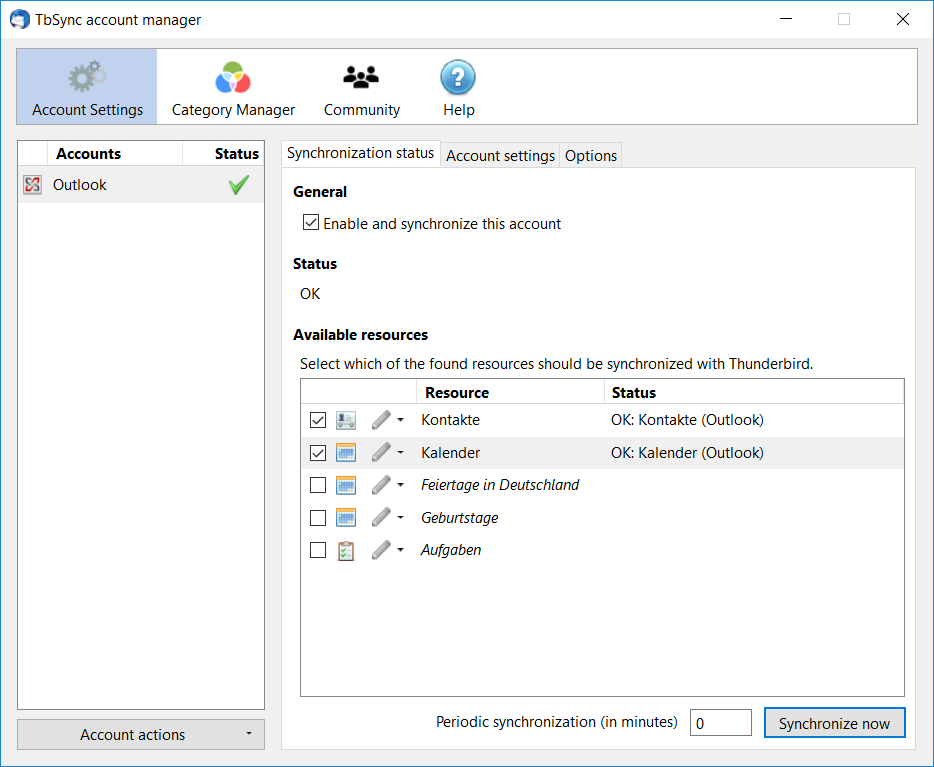 TbSync account manager
Account Settings
Category Manager
Community
Help
Accounts Status
Outlook
Synchronization status
Account settings
Options
General
Enable and synchronize this account
Status
OK
Available resources
Select which of the found resources should be synchronized with Thunderbird.
Resource Status
Kontakte OK: Kontakte (Outlook)
Kalender OK: Kalender (Outlook)
Feiertage in Deutschland
Geburtstage
Aufgaben
Periodic synchronization (in minutes) 0 Synchronize now
Account actions